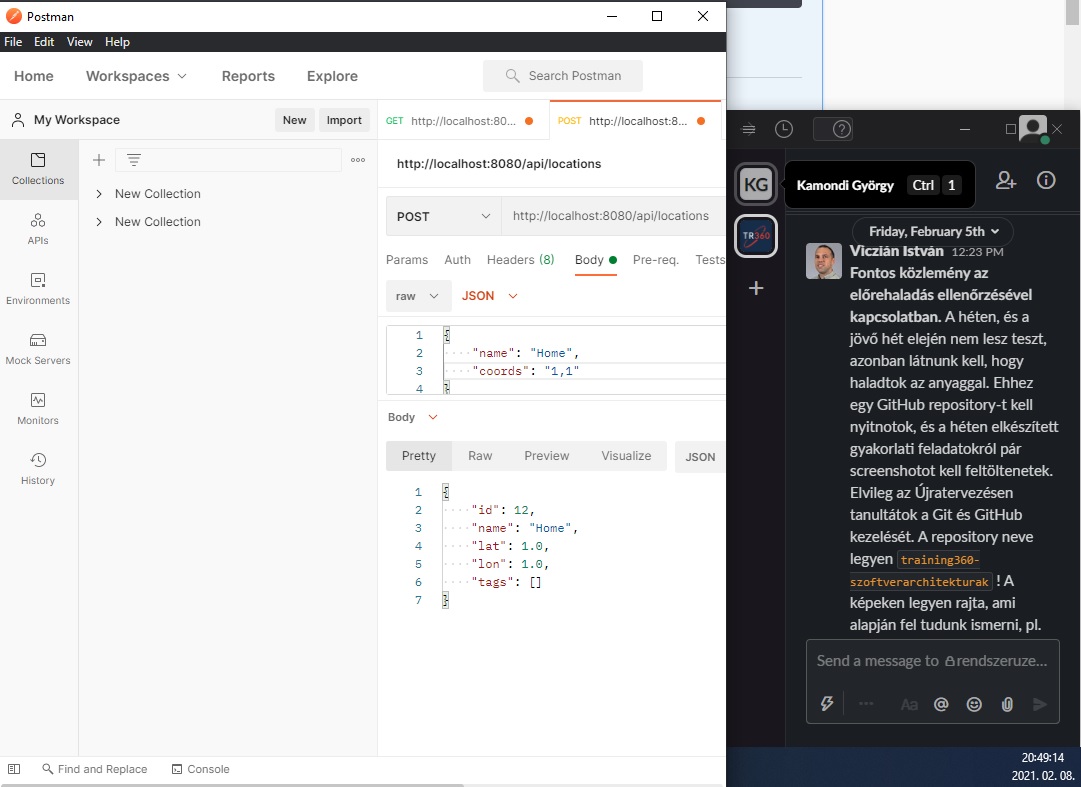 Postman
File Edit View Help
Home Workspaces Reports Explore Search Postman
My Workspace New Import
GET http://localhost:80... POST http://localhost:8...
Collections
APIs
Environments
Mock Servers
Monitors
History
New Collection
New Collection
http://localhost:8080/api/locations
POST http://localhost:8080/api/locations
Params Auth Headers (8) Body Pre-req. Tests
raw JSON
1 {
2 "name": "Home",
3 "coords": "1,1"
4 }
Body
Pretty Raw Preview Visualize JSON
1 {
2 "id": 12,
3 "name": "Home",
4 "lat": 1.0,
5 "lon": 1.0,
6 "tags": []
7 }
Find and Replace Console
KG Kamondi György Ctrl 1
TR360
Friday, February 5th
Viczián István 12:23 PM
Fontos közlemény az
előrehaladás ellenőrzésével
kapcsolatban. A héten, és a
jövő hét elején nem lesz teszt,
azonban látnunk kell, hogy
haladtok az anyaggal. Ehhez
egy GitHub repository-t kell
nyitnotok, és a héten elkészített
gyakorlati feladatokról pár
screenshotot kell feltöltenetek.
Elvileg az Újratervezésen
tanultátok a Git és GitHub
kezelését. A repository neve
legyen training360-
szoftverarchitekturak ! A
képeken legyen rajta, ami
alapján fel tudunk ismerni, pl.
Send a message to rendszeruze...
Aa @
20:49:14
2021. 02. 08.